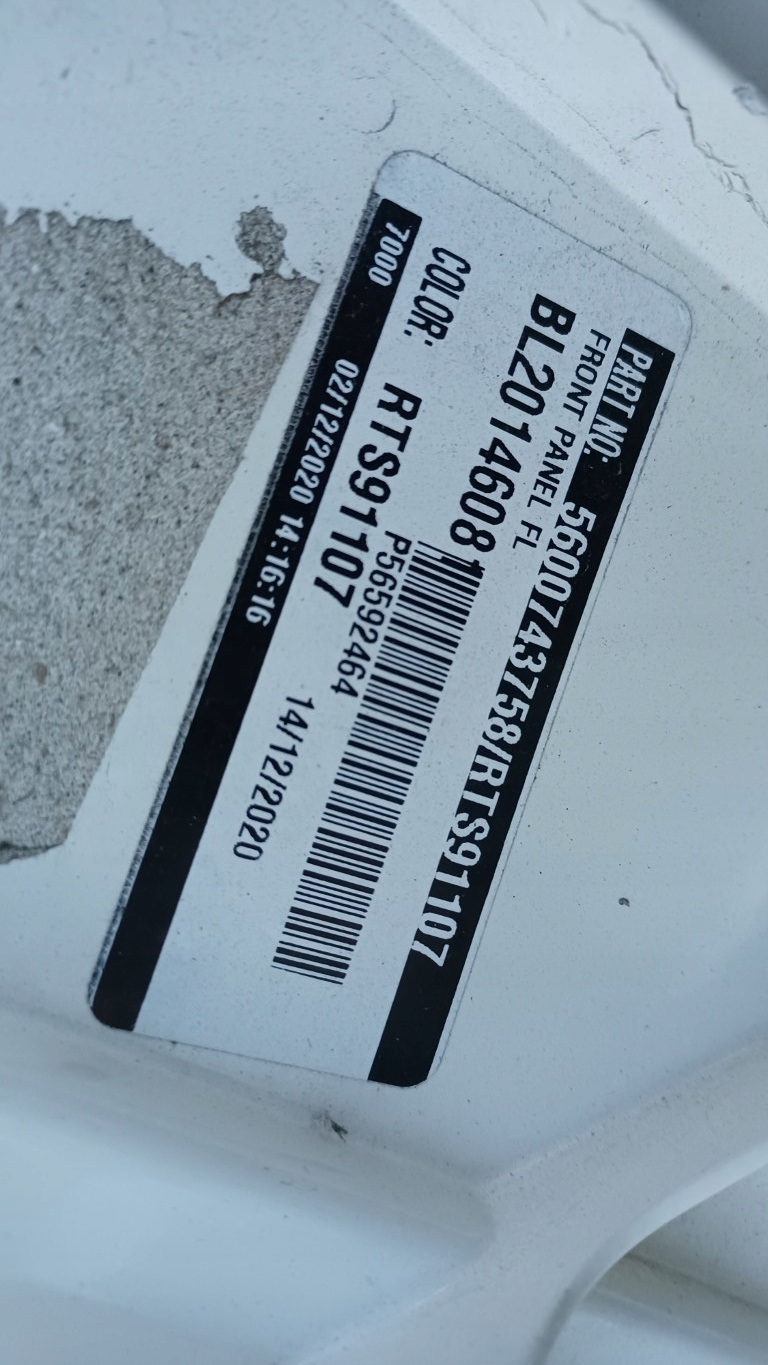 PART NO: 5600743758/RTS91107
FRONT PANEL FL
BL20146081
P56592464
COLOR: RTS91107
14/12/2020
7000 02/12/2020 14:16:16